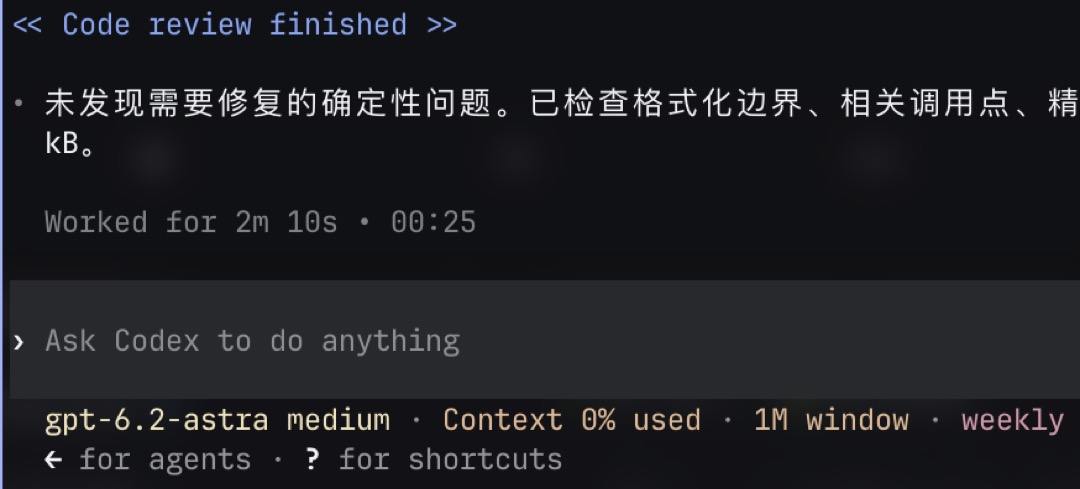 << Code review finished >>
• 未发现需要修复的确定性问题。已检查格式化边界、相关调用点、精
kB。
Worked for 2m 10s • 00:25
› Ask Codex to do anything
gpt-6.2-astra medium · Context 0% used · 1M window · weekly
← for agents · ? for shortcuts